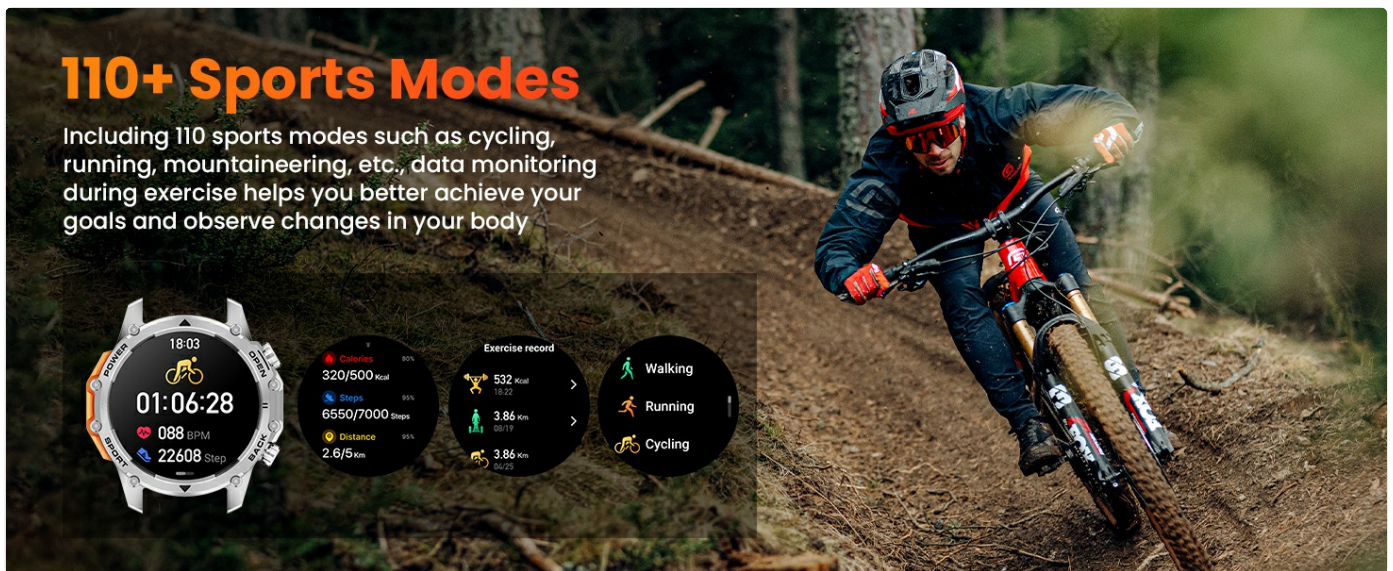 110+ Sports Modes
Including 110 sports modes such as cycling,
running, mountaineering, etc., data monitoring
during exercise helps you better achieve your
goals and observe changes in your body
18:03
POWER
OPEN
01:06:28
088 BPM
22608 Step
SPORT
BACK
Calories 80%
320/500 Kcal
Steps 95%
6550/7000 Steps
Distance 95%
2.6/5 Km
Exercise record
532 Kcal
18:22
3.86 Km
08/19
3.86 Km
04/25
Walking
Running
Cycling